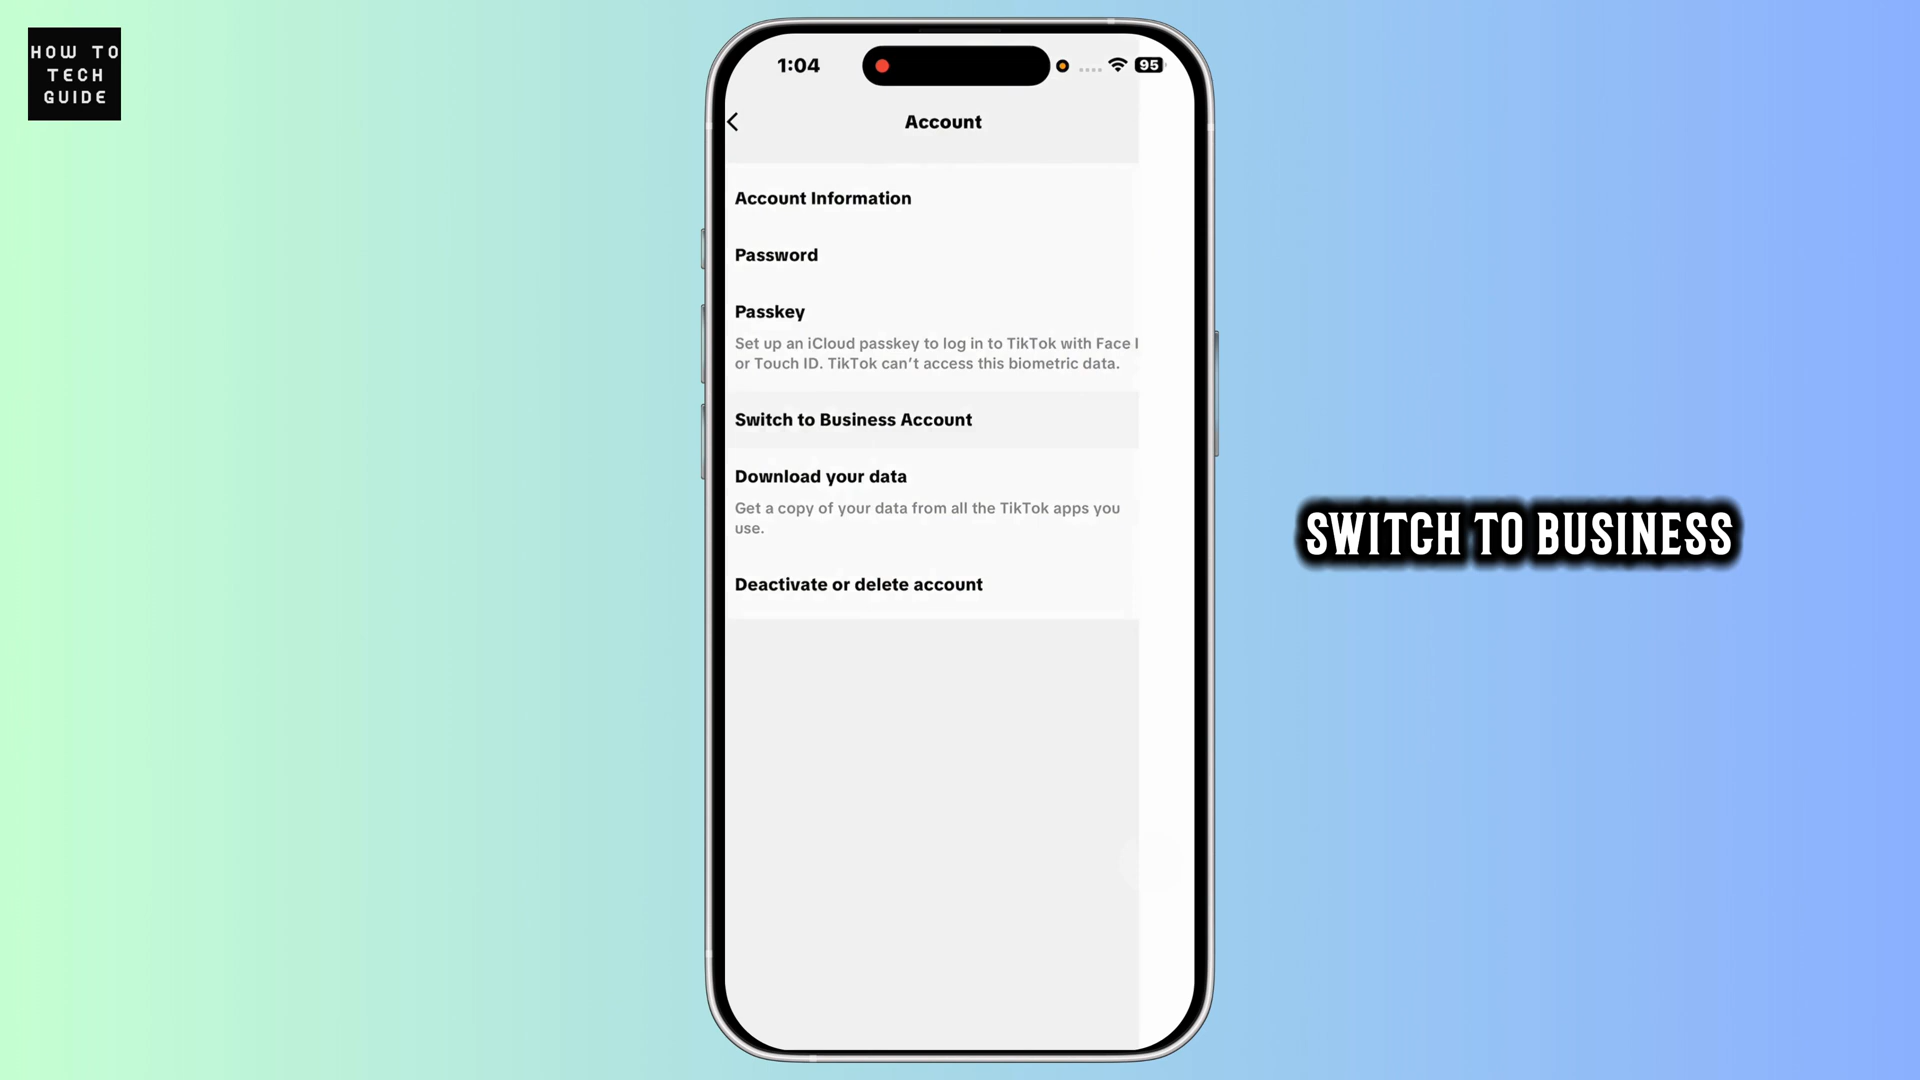 HOW TO
TECH
GUIDE
1:04
95
Account
Account Information
Password
Passkey
Set up an iCloud passkey to log in to TikTok with Face I
or Touch ID. TikTok can't access this biometric data.
Switch to Business Account
Download your data
Get a copy of your data from all the TikTok apps you
use.
Deactivate or delete account
SWITCH TO BUSINESS